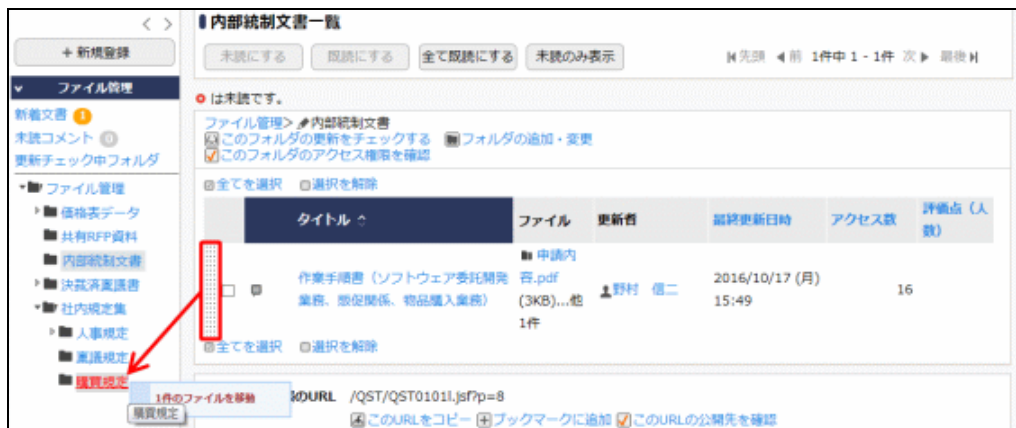 + 新規登録
ファイル管理
新着文書 1
未読コメント 0
更新チェック中フォルダ
ファイル管理
価格表データ
共有RFP資料
内部統制文書
決裁済稟議書
社内規定集
人事規定
稟議規定
購買規定
1件のファイルを移動
購買規定
内部統制文書一覧
未読にする 既読にする 全て既読にする 未読のみ表示 先頭 前 1件中 1 - 1件 次 最後
は未読です。
ファイル管理> 内部統制文書
このフォルダの更新をチェックする フォルダの追加・変更
このフォルダのアクセス権限を確認
全てを選択 選択を解除
タイトル ファイル 更新者 最終更新日時 アクセス数 評価点（人
数）
作業手順書（ソフトウェア委託開発
業務、販促関係、物品購入業務）
申請内
容.pdf
(3KB)...他
1件
野村 信二
2016/10/17 (月)
15:49
16
全てを選択 選択を解除
のURL /QST/QST0101l.jsf?p=8
このURLをコピー ブックマークに追加 このURLの公開先を確認